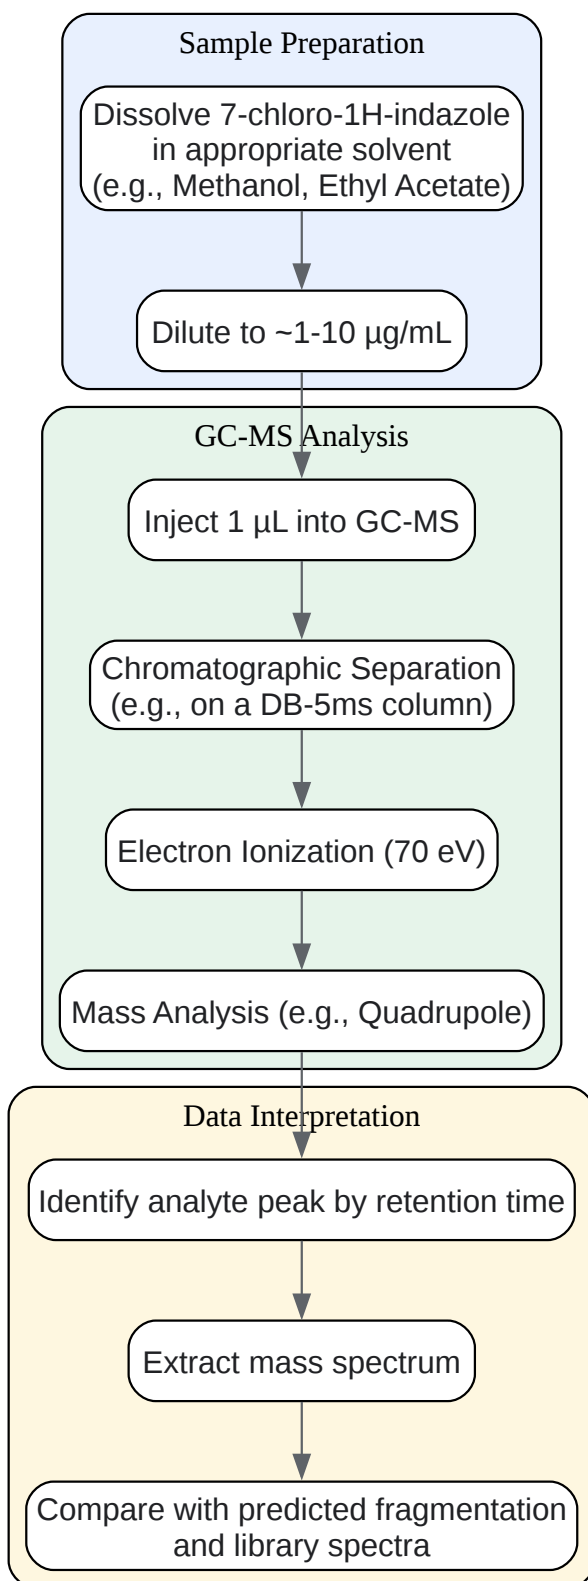 Sample Preparation
Dissolve 7-chloro-1H-indazole
in appropriate solvent
(e.g., Methanol, Ethyl Acetate)
Dilute to ~1-10 µg/mL
GC-MS Analysis
Inject 1 µL into GC-MS
Chromatographic Separation
(e.g., on a DB-5ms column)
Electron Ionization (70 eV)
Mass Analysis (e.g., Quadrupole)
Data Interpretation
Identify analyte peak by retention time
Extract mass spectrum
Compare with predicted fragmentation
and library spectra